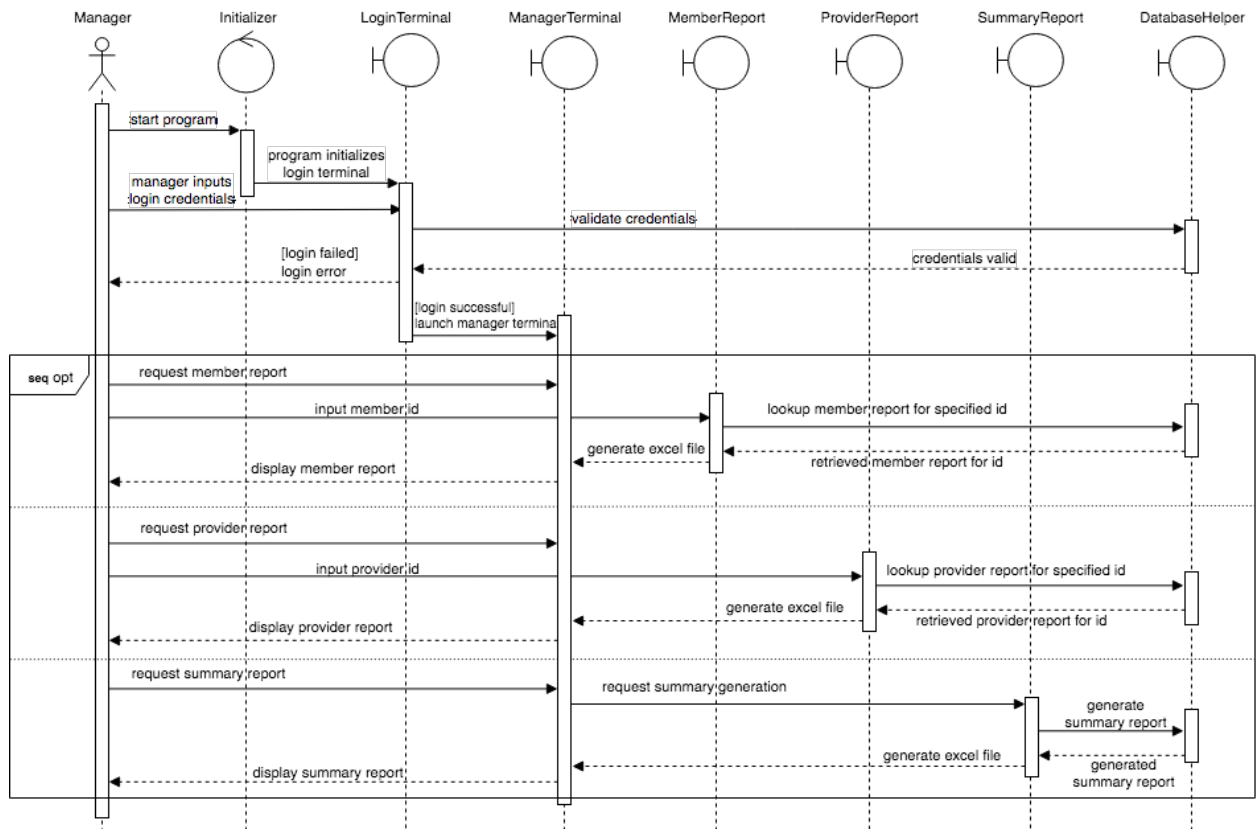 Manager
Initializer
LoginTerminal
ManagerTerminal
MemberReport
ProviderReport
SummaryReport
DatabaseHelper
start program
program initializes
login terminal
manager inputs
login credentials
validate credentials
[login failed]
login error
credentials valid
[login successful]
launch manager termina
seq opt
request member report
input member id
lookup member report for specified id
generate excel file
retrieved member report for id
display member report
request provider report
input provider id
lookup provider report for specified id
generate excel file
retrieved provider report for id
display provider report
request summary report
request summary generation
generate
summary report
generate excel file
generated
summary report
display summary report